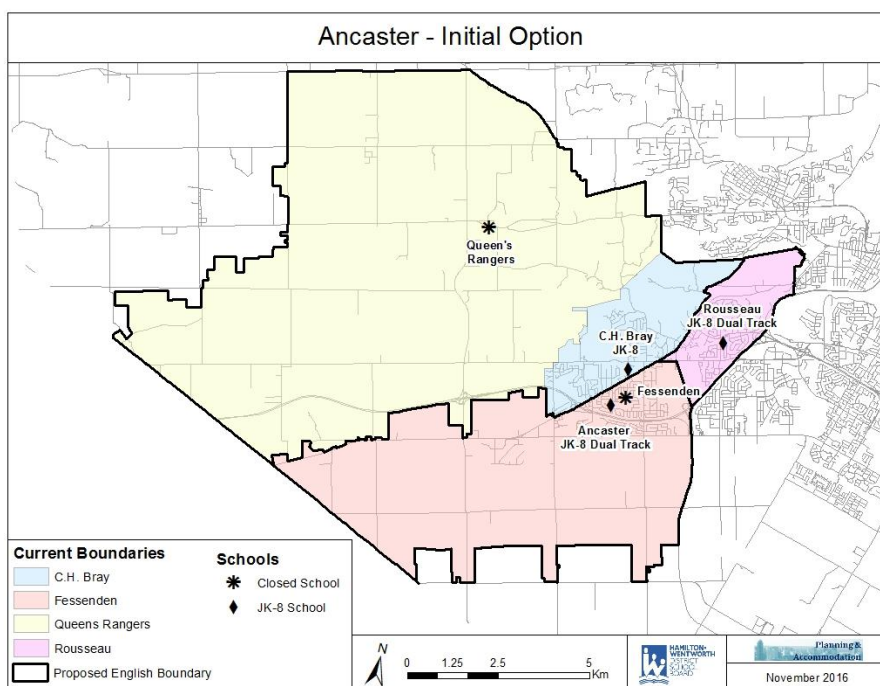 Ancaster - Initial Option
Queen's
Rangers
Rousseau
JK-8 Dual Track
C.H. Bray
JK-8
Fessenden
Ancaster
JK-8 Dual Track
Current Boundaries
C.H. Bray
Fessenden
Queens Rangers
Rousseau
Proposed English Boundary
Schools
Closed School
JK-8 School
N
0 1.25 2.5 5
Km
HAMILTON-
WENTWORTH
DISTRICT
SCHOOL
BOARD
Planning &
Accommodation
November 2016